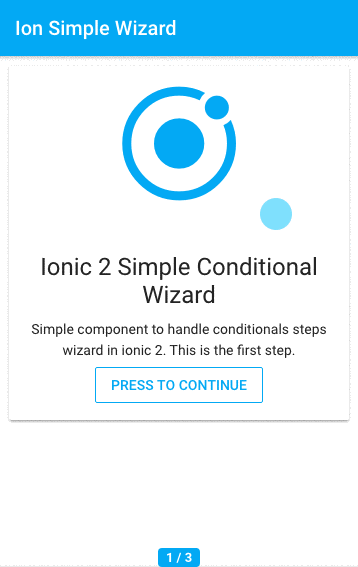 Ion Simple Wizard
Ionic 2 Simple Conditional
Wizard
Simple component to handle conditionals steps
wizard in ionic 2. This is the first step.
PRESS TO CONTINUE
1 / 3